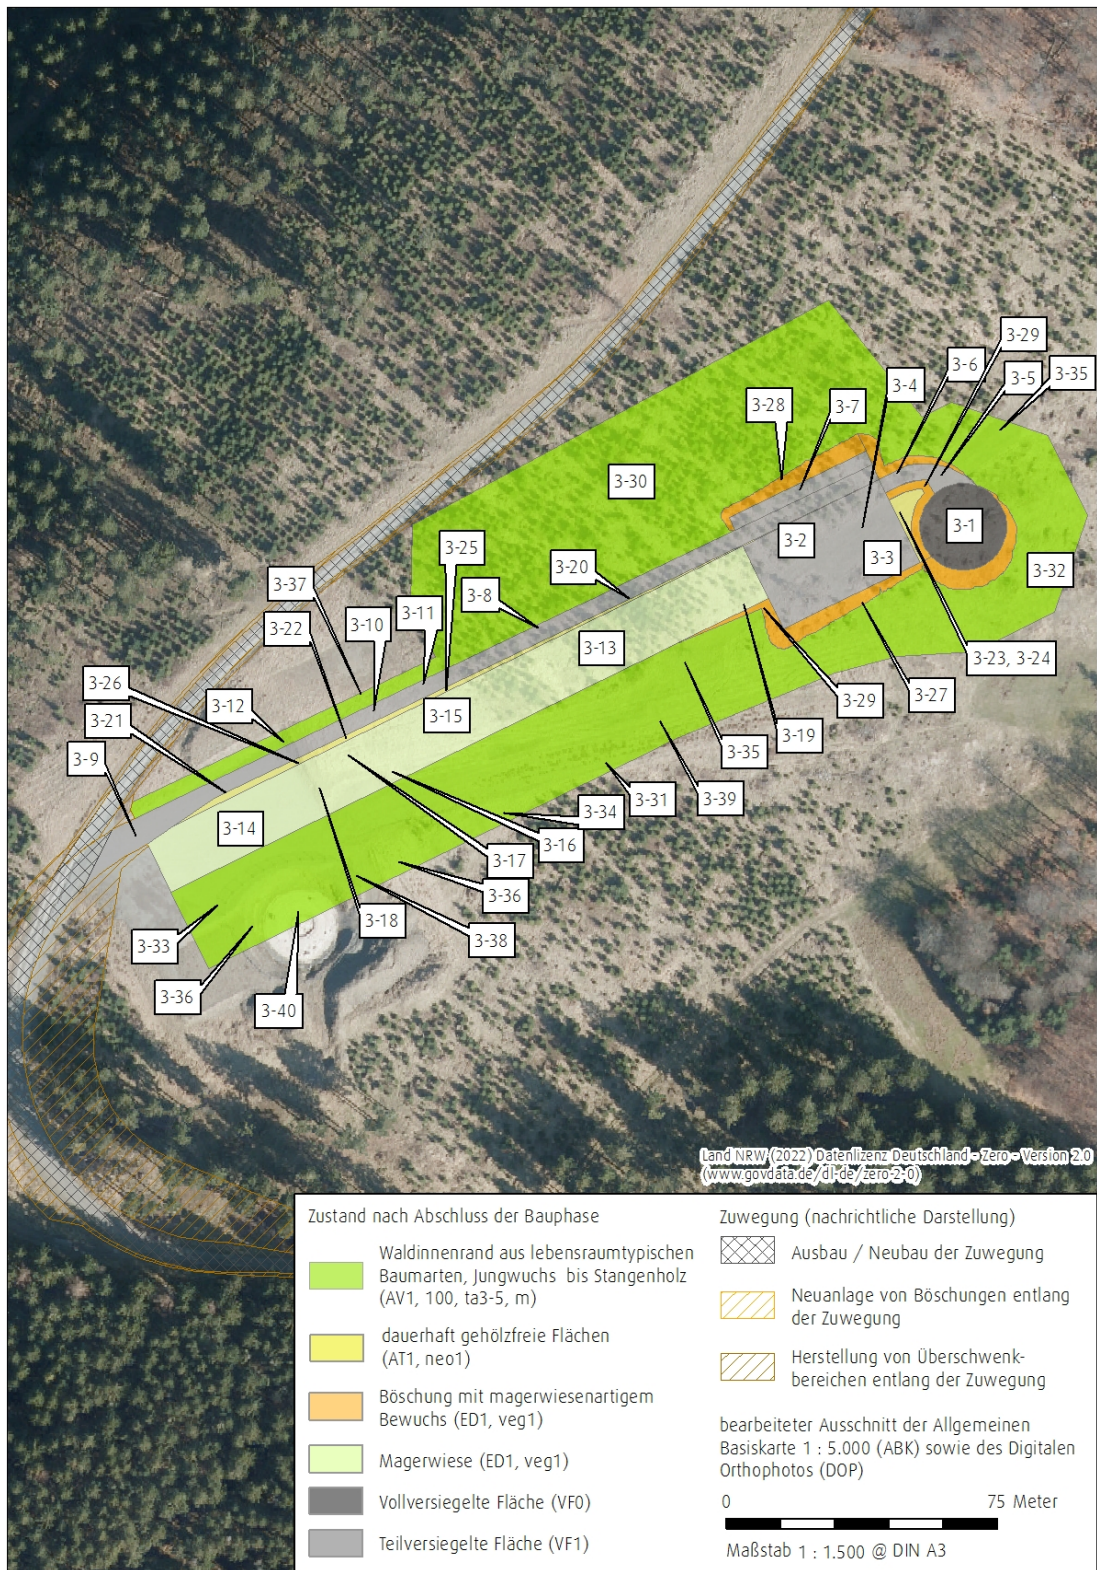 3-29
3-6
3-5
3-35
3-4
3-28
3-7
3-30
3-1
3-2
3-25
3-20
3-3
3-37
3-11
3-8
3-32
3-22
3-10
3-13
3-23, 3-24
3-26
3-12
3-15
3-27
3-21
3-29
3-19
3-9
3-35
3-39
3-31
3-14
3-34
3-16
3-17
3-36
3-18
3-38
3-33
3-36
3-40
Land NRW (2022) Datenlizenz Deutschland - Zero - Version 2.0
(www.govdata.de/dl-de/zero-2-0)
Zustand nach Abschluss der Bauphase
Waldinnenrand aus lebensraumtypischen
Baumarten, Jungwuchs bis Stangenholz
(AV1, 100, ta3-5, m)
dauerhaft gehölzfreie Flächen
(AT1, neo1)
Böschung mit magerwiesenartigem
Bewuchs (ED1, veg1)
Magerwiese (ED1, veg1)
Vollversiegelte Fläche (VF0)
Teilversiegelte Fläche (VF1)
Zuwegung (nachrichtliche Darstellung)
Ausbau / Neubau der Zuwegung
Neuanlage von Böschungen entlang
der Zuwegung
Herstellung von Überschwenk-
bereichen entlang der Zuwegung
bearbeiteter Ausschnitt der Allgemeinen
Basiskarte 1 : 5.000 (ABK) sowie des Digitalen
Orthophotos (DOP)
0 75 Meter
Maßstab 1 : 1.500 @ DIN A3